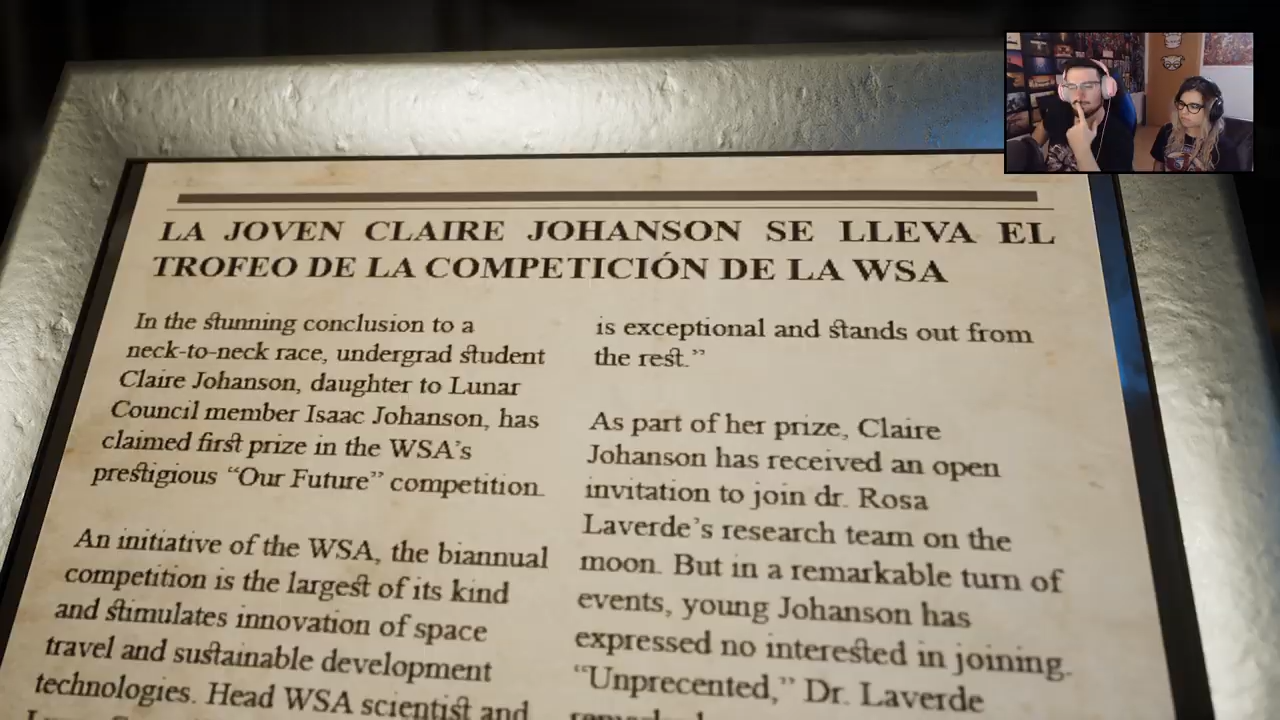 LA JOVEN CLAIRE JOHANSON SE LLEVA EL
TROFEO DE LA COMPETICIÓN DE LA WSA
In the stunning conclusion to a
neck-to-neck race, undergrad student
Claire Johanson, daughter to Lunar
Council member Isaac Johanson, has
claimed first prize in the WSA's
prestigious “Our Future” competition.
An initiative of the WSA, the biannual
competition is the largest of its kind
and stimulates innovation of space
travel and sustainable development
technologies. Head WSA scientist and
is exceptional and stands out from
the rest.”
As part of her prize, Claire
Johanson has received an open
invitation to join dr. Rosa
Laverde's research team on the
moon. But in a remarkable turn of
events, young Johanson has
expressed no interested in joining.
“Unprecented,” Dr. Laverde